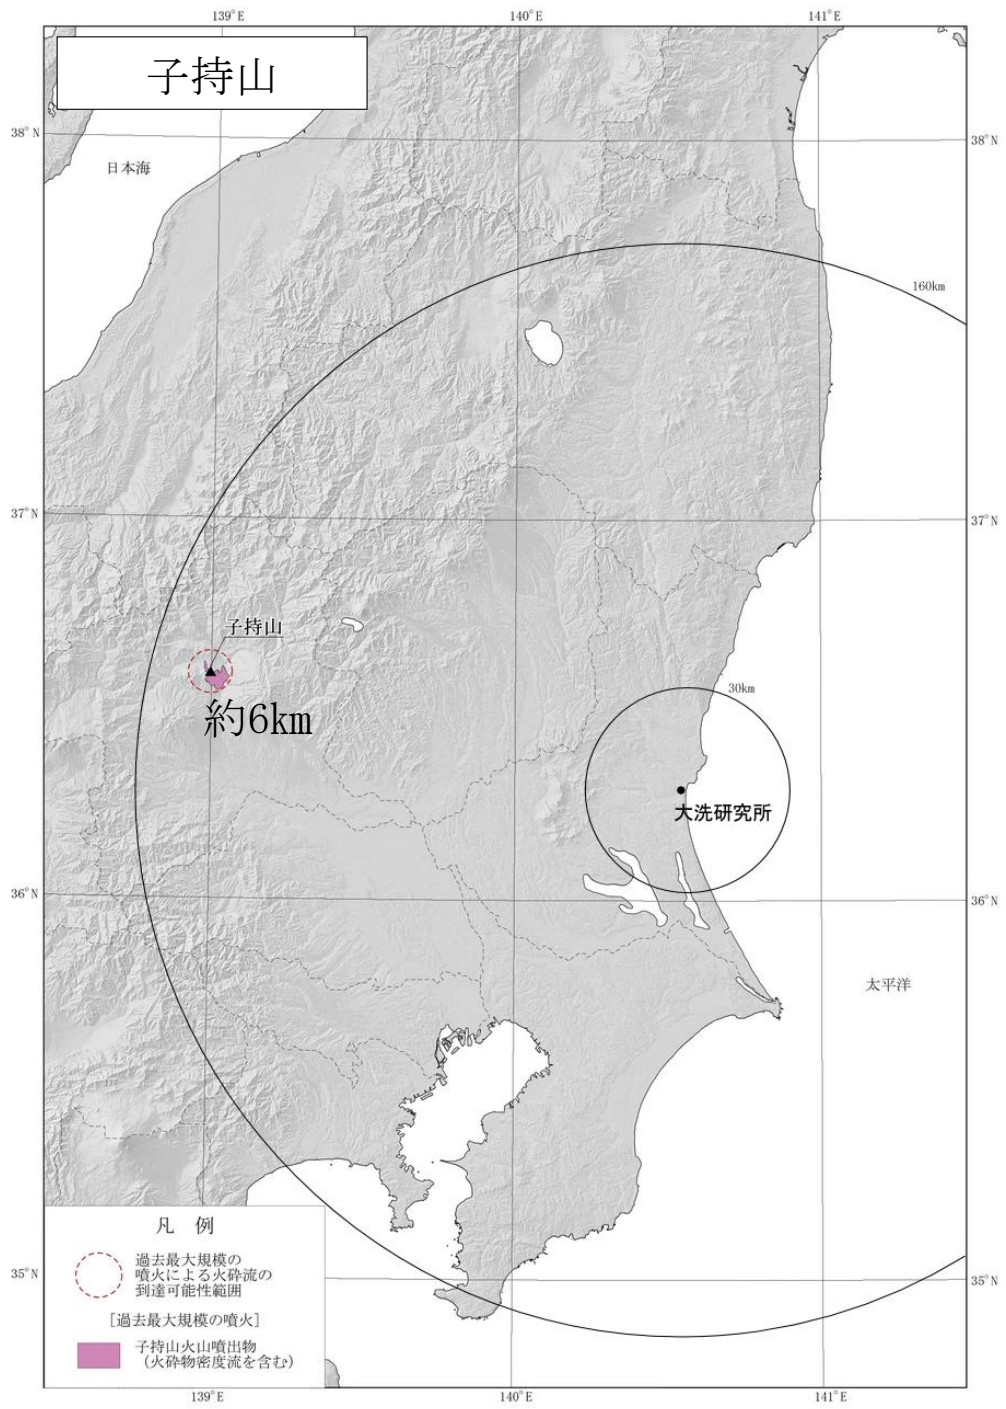 139°E
140°E
141°E
子持山
38°N
38°N
日本海
160km
37°N
37°N
子持山
約6km
30km
大洗研究所
36°N
36°N
太平洋
凡 例
過去最大規模の
噴火による火砕流の
到達可能性範囲
[過去最大規模の噴火]
子持山火山噴出物
(火砕物密度流を含む)
35°N
35°N
139°E
140°E
141°E